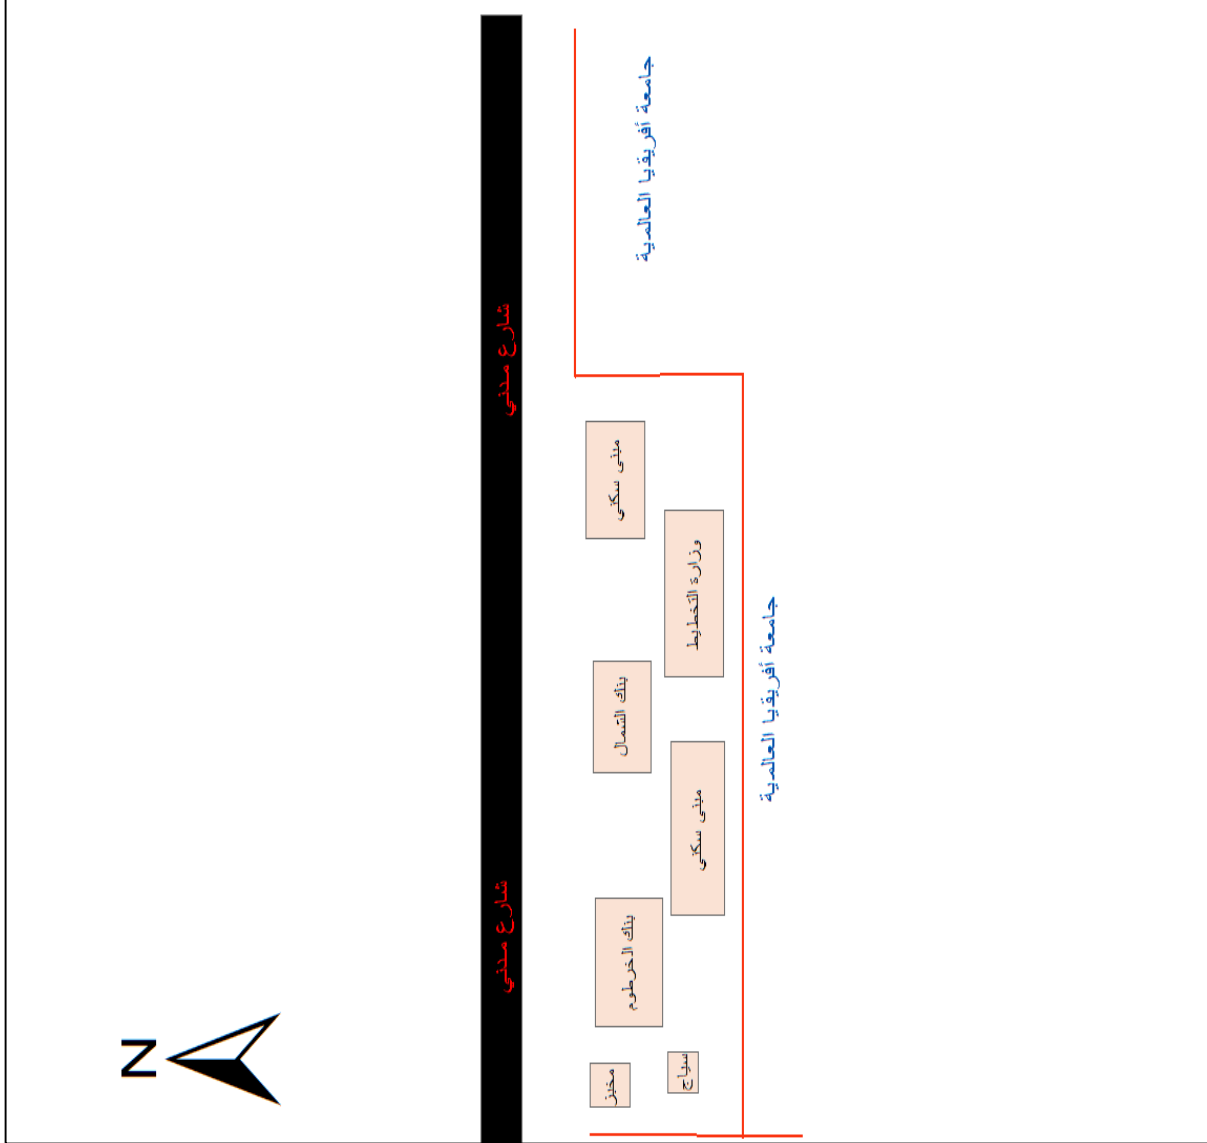 جامعة أفريقيا العالمية
شارع مدني
مبنى سكني
وزارة التخطيط
جامعة أفريقيا العالمية
بنك الشمال
مبنى سكني
شارع مدني
بنك الخرطوم
سياج
مخبز
N